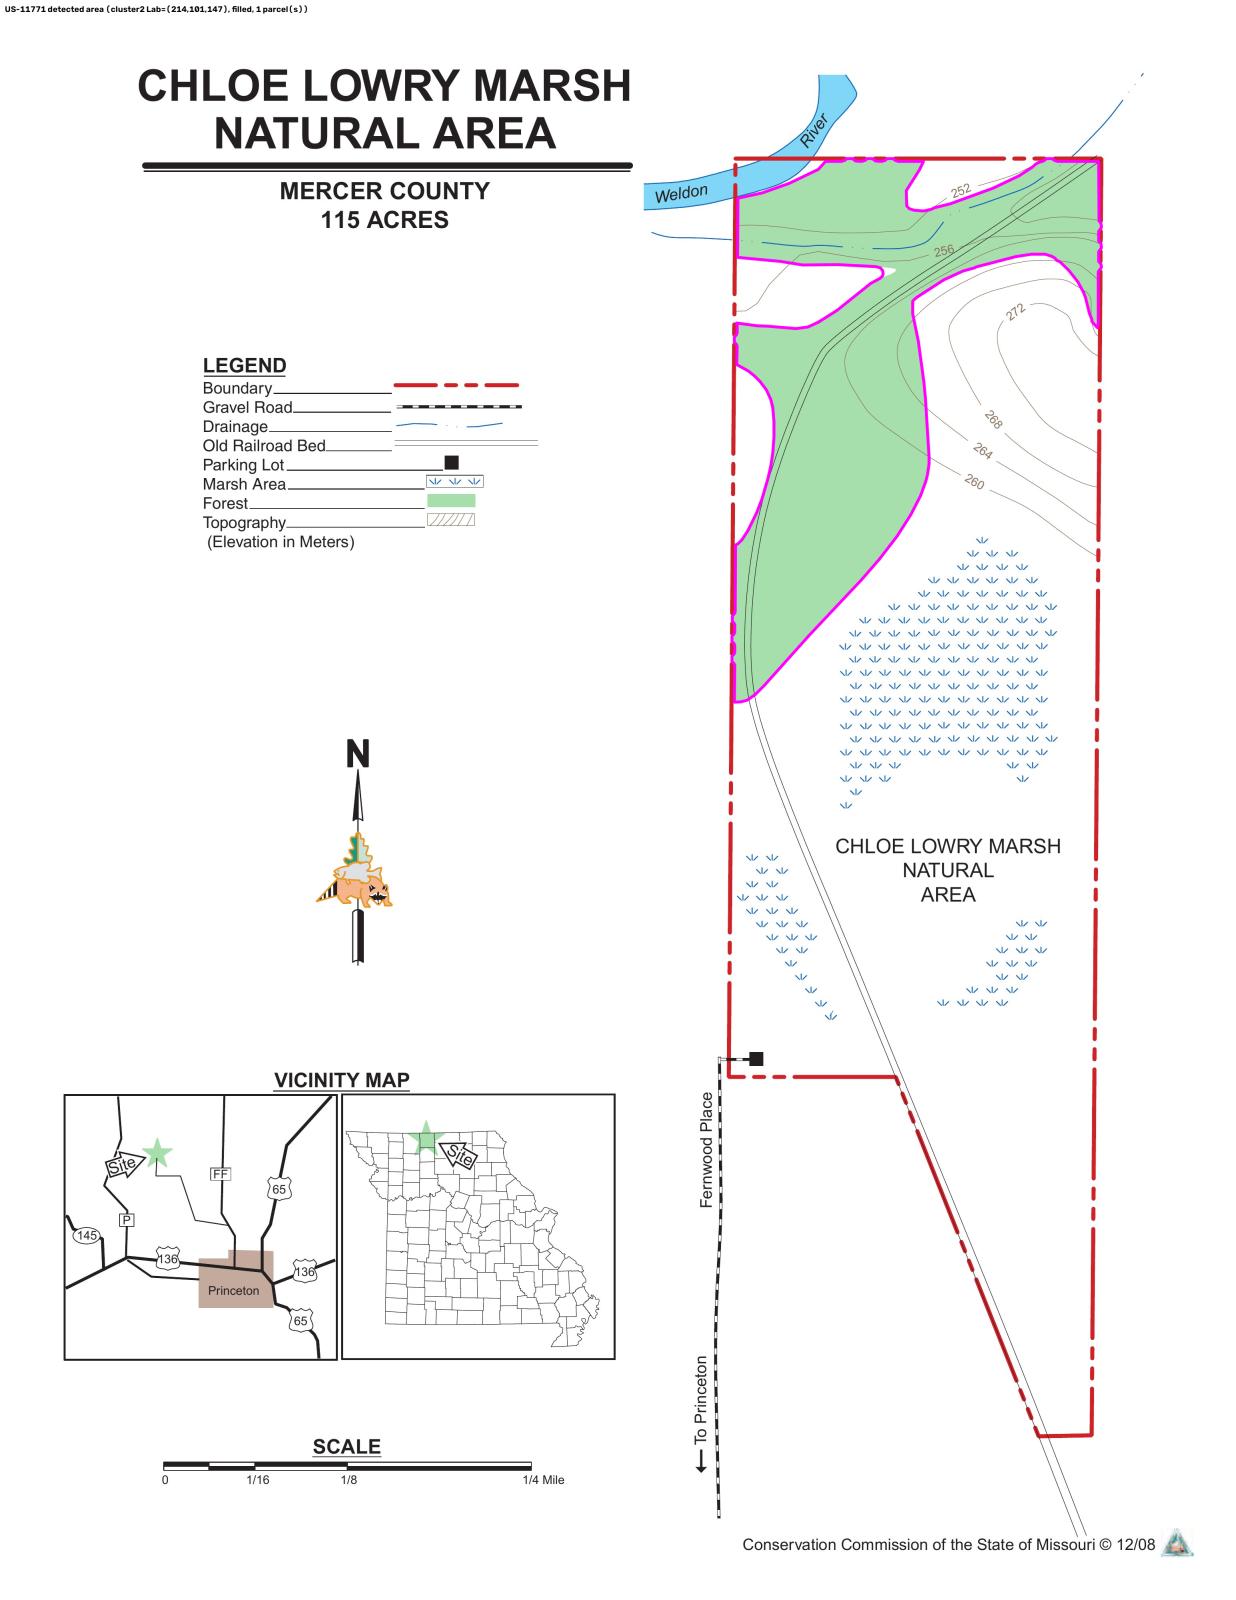 US-11771 detected area (cluster2 Lab=(214,101,147), filled, 1 parcel(s))
CHLOE LOWRY MARSH
NATURAL AREA
MERCER COUNTY
115 ACRES
LEGEND
Boundary
Gravel Road
Drainage
Old Railroad Bed
Parking Lot
Marsh Area
Forest
Topography
(Elevation in Meters)
N
Weldon
River
252
256
272
268
264
260
CHLOE LOWRY MARSH
NATURAL
AREA
Fernwood Place
To Princeton
VICINITY MAP
Site
FF
65
P
145
136
136
Princeton
65
Site
SCALE
0 1/16 1/8 1/4 Mile
Conservation Commission of the State of Missouri © 12/08